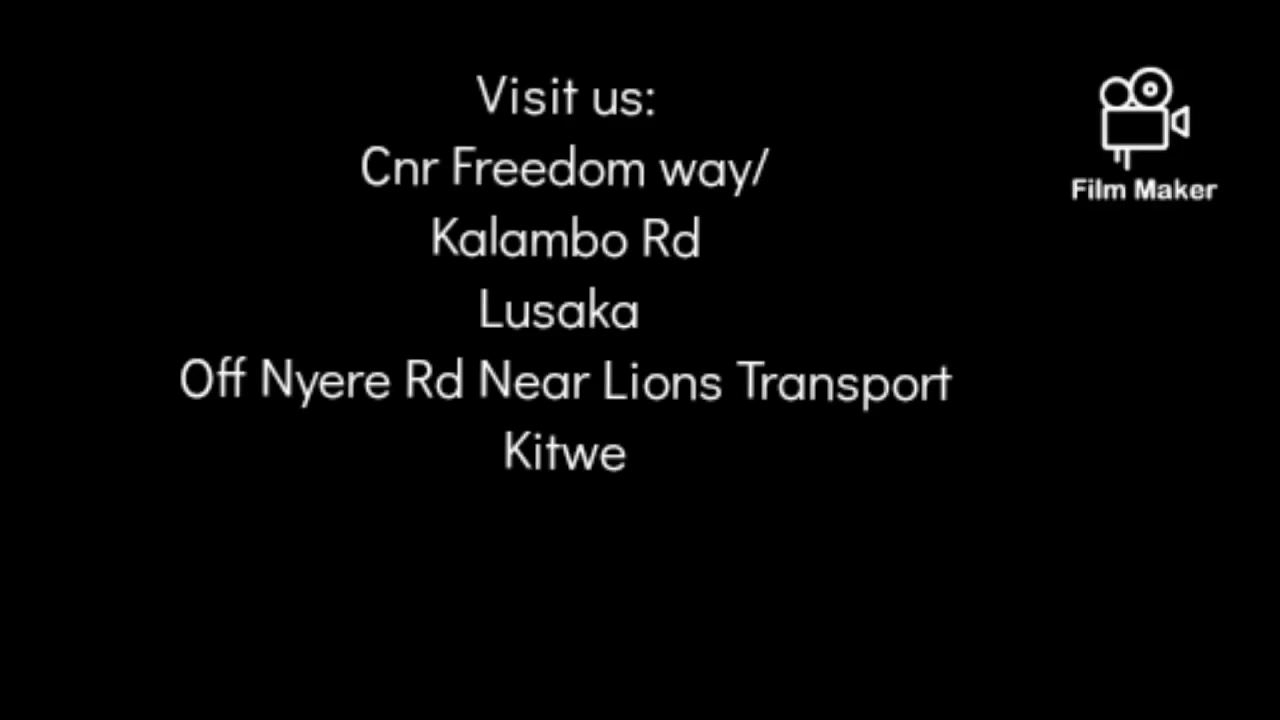 Visit us:
Cnr Freedom way/
Kalambo Rd
Lusaka
Off Nyere Rd Near Lions Transport
Kitwe
Film Maker